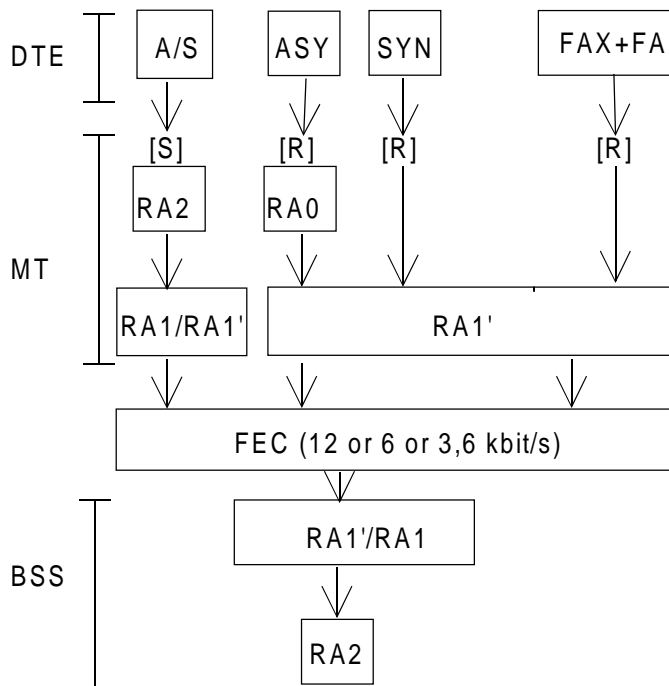 DTE A/S ASY SYN FAX+FA
[S] [R] [R] [R]
RA2 RA0
MT
RA1/RA1' RA1'
FEC (12 or 6 or 3,6 kbit/s)
RA1'/RA1
BSS
RA2